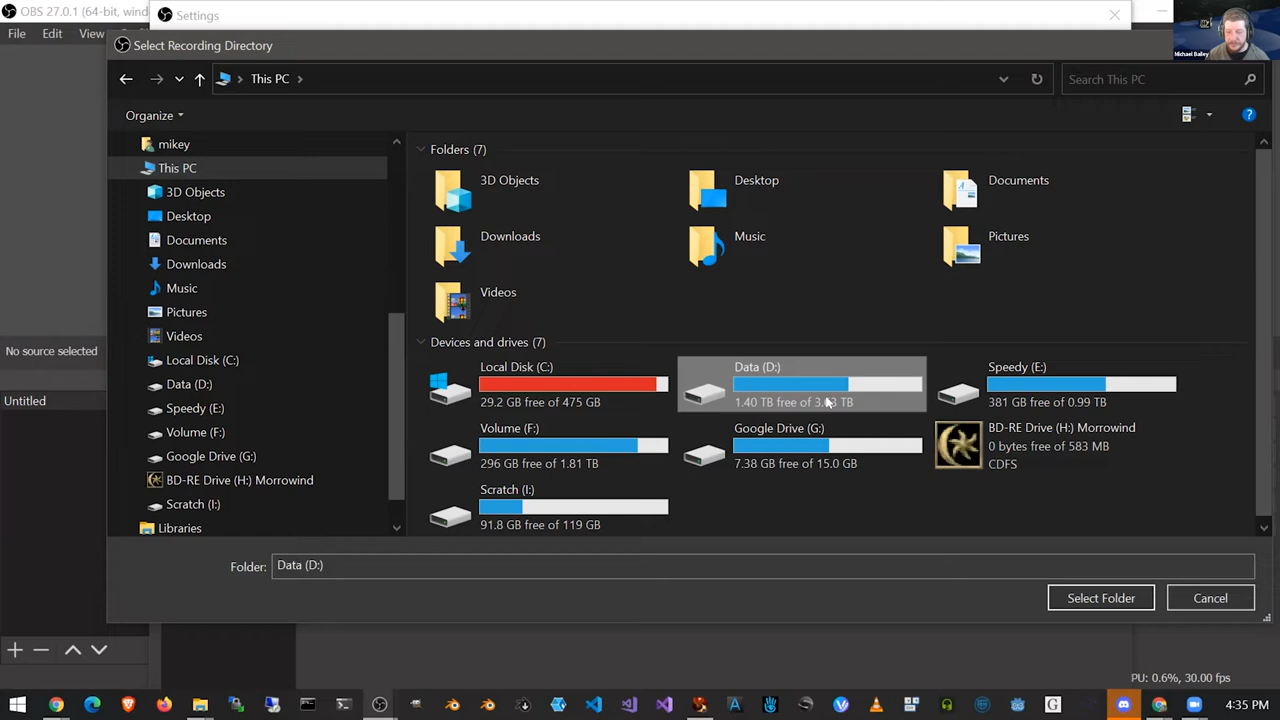 OBS 27.0.1 (64-bit, windo
Settings
File Edit View
Michael Bailey
Select Recording Directory
This PC
Search This PC
Organize
mikey
This PC
3D Objects
Desktop
Documents
Downloads
Music
Pictures
Videos
Local Disk (C:)
Data (D:)
Speedy (E:)
Volume (F:)
Google Drive (G:)
BD-RE Drive (H:) Morrowind
Scratch (I:)
Libraries
Folders (7)
3D Objects Desktop Documents
Downloads Music Pictures
Videos
Devices and drives (7)
Local Disk (C:) Data (D:) Speedy (E:)
29.2 GB free of 475 GB 1.40 TB free of TB 381 GB free of 0.99 TB
Volume (F:) Google Drive (G:) BD-RE Drive (H:) Morrowind
296 GB free of 1.81 TB 7.38 GB free of 15.0 GB 0 bytes free of 583 MB
CDFS
Scratch (I:)
91.8 GB free of 119 GB
No source selected
Untitled
Folder: Data (D:)
Select Folder Cancel
PU: 0.6%, 30.00 fps
4:35 PM